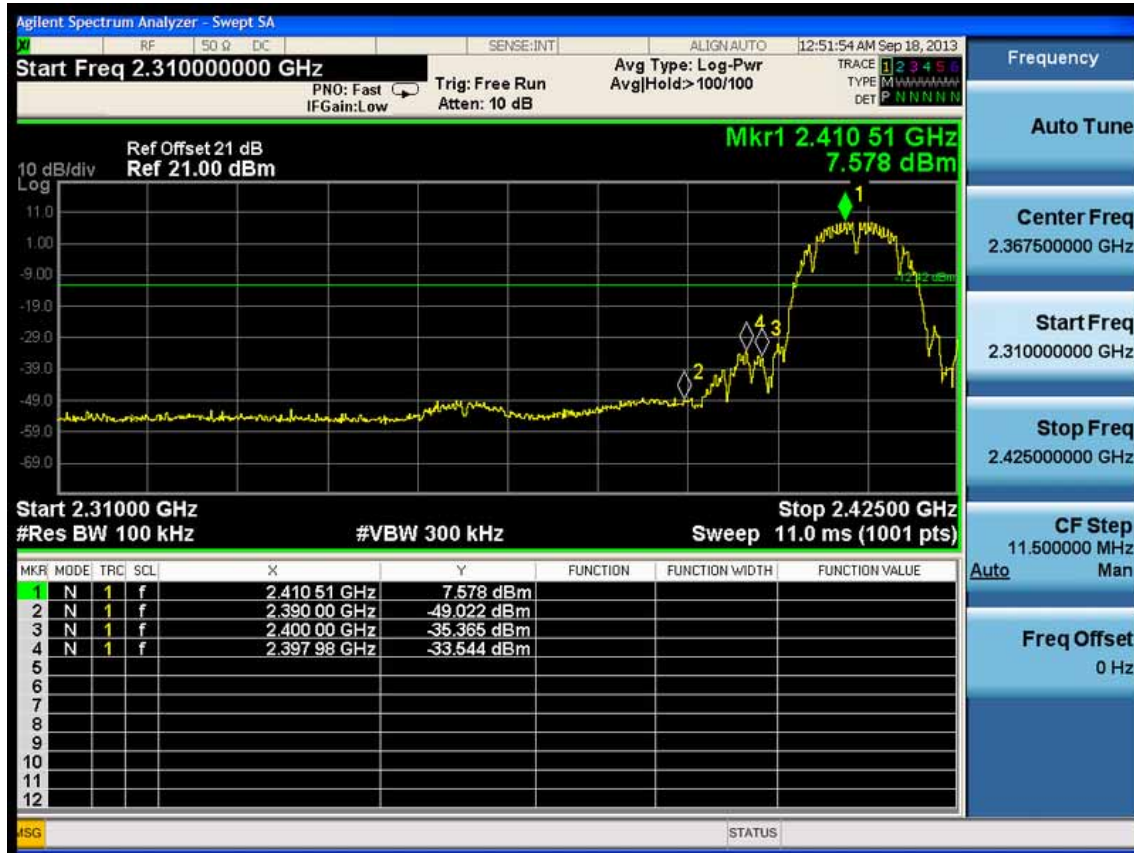 Agilent Spectrum Analyzer - Swept SA
RF 50 Ω DC SENSE:INT ALIGN AUTO 12:51:54 AM Sep 18, 2013
Start Freq 2.310000000 GHz
PNO: Fast
IFGain:Low
Trig: Free Run
Atten: 10 dB
Avg Type: Log-Pwr
Avg|Hold:>100/100
TRACE 1 2 3 4 5 6
TYPE M
DET P N N N N N
Mkr1 2.410 51 GHz
7.578 dBm
Ref Offset 21 dB
10 dB/div Ref 21.00 dBm
Log
11.0
1.00
-9.00
-19.0
-29.0
-39.0
-49.0
-59.0
-69.0
1
-12.42 dBm
4
3
2
Start 2.31000 GHz Stop 2.42500 GHz
#Res BW 100 kHz #VBW 300 kHz Sweep 11.0 ms (1001 pts)
MKR MODE TRC SCL X Y FUNCTION FUNCTION WIDTH FUNCTION VALUE
1 N 1 f 2.410 51 GHz 7.578 dBm
2 N 1 f 2.390 00 GHz -49.022 dBm
3 N 1 f 2.400 00 GHz -35.365 dBm
4 N 1 f 2.397 98 GHz -33.544 dBm
5
6
7
8
9
10
11
12
MSG STATUS
Frequency
Auto Tune
Center Freq
2.367500000 GHz
Start Freq
2.310000000 GHz
Stop Freq
2.425000000 GHz
CF Step
11.500000 MHz
Auto Man
Freq Offset
0 Hz